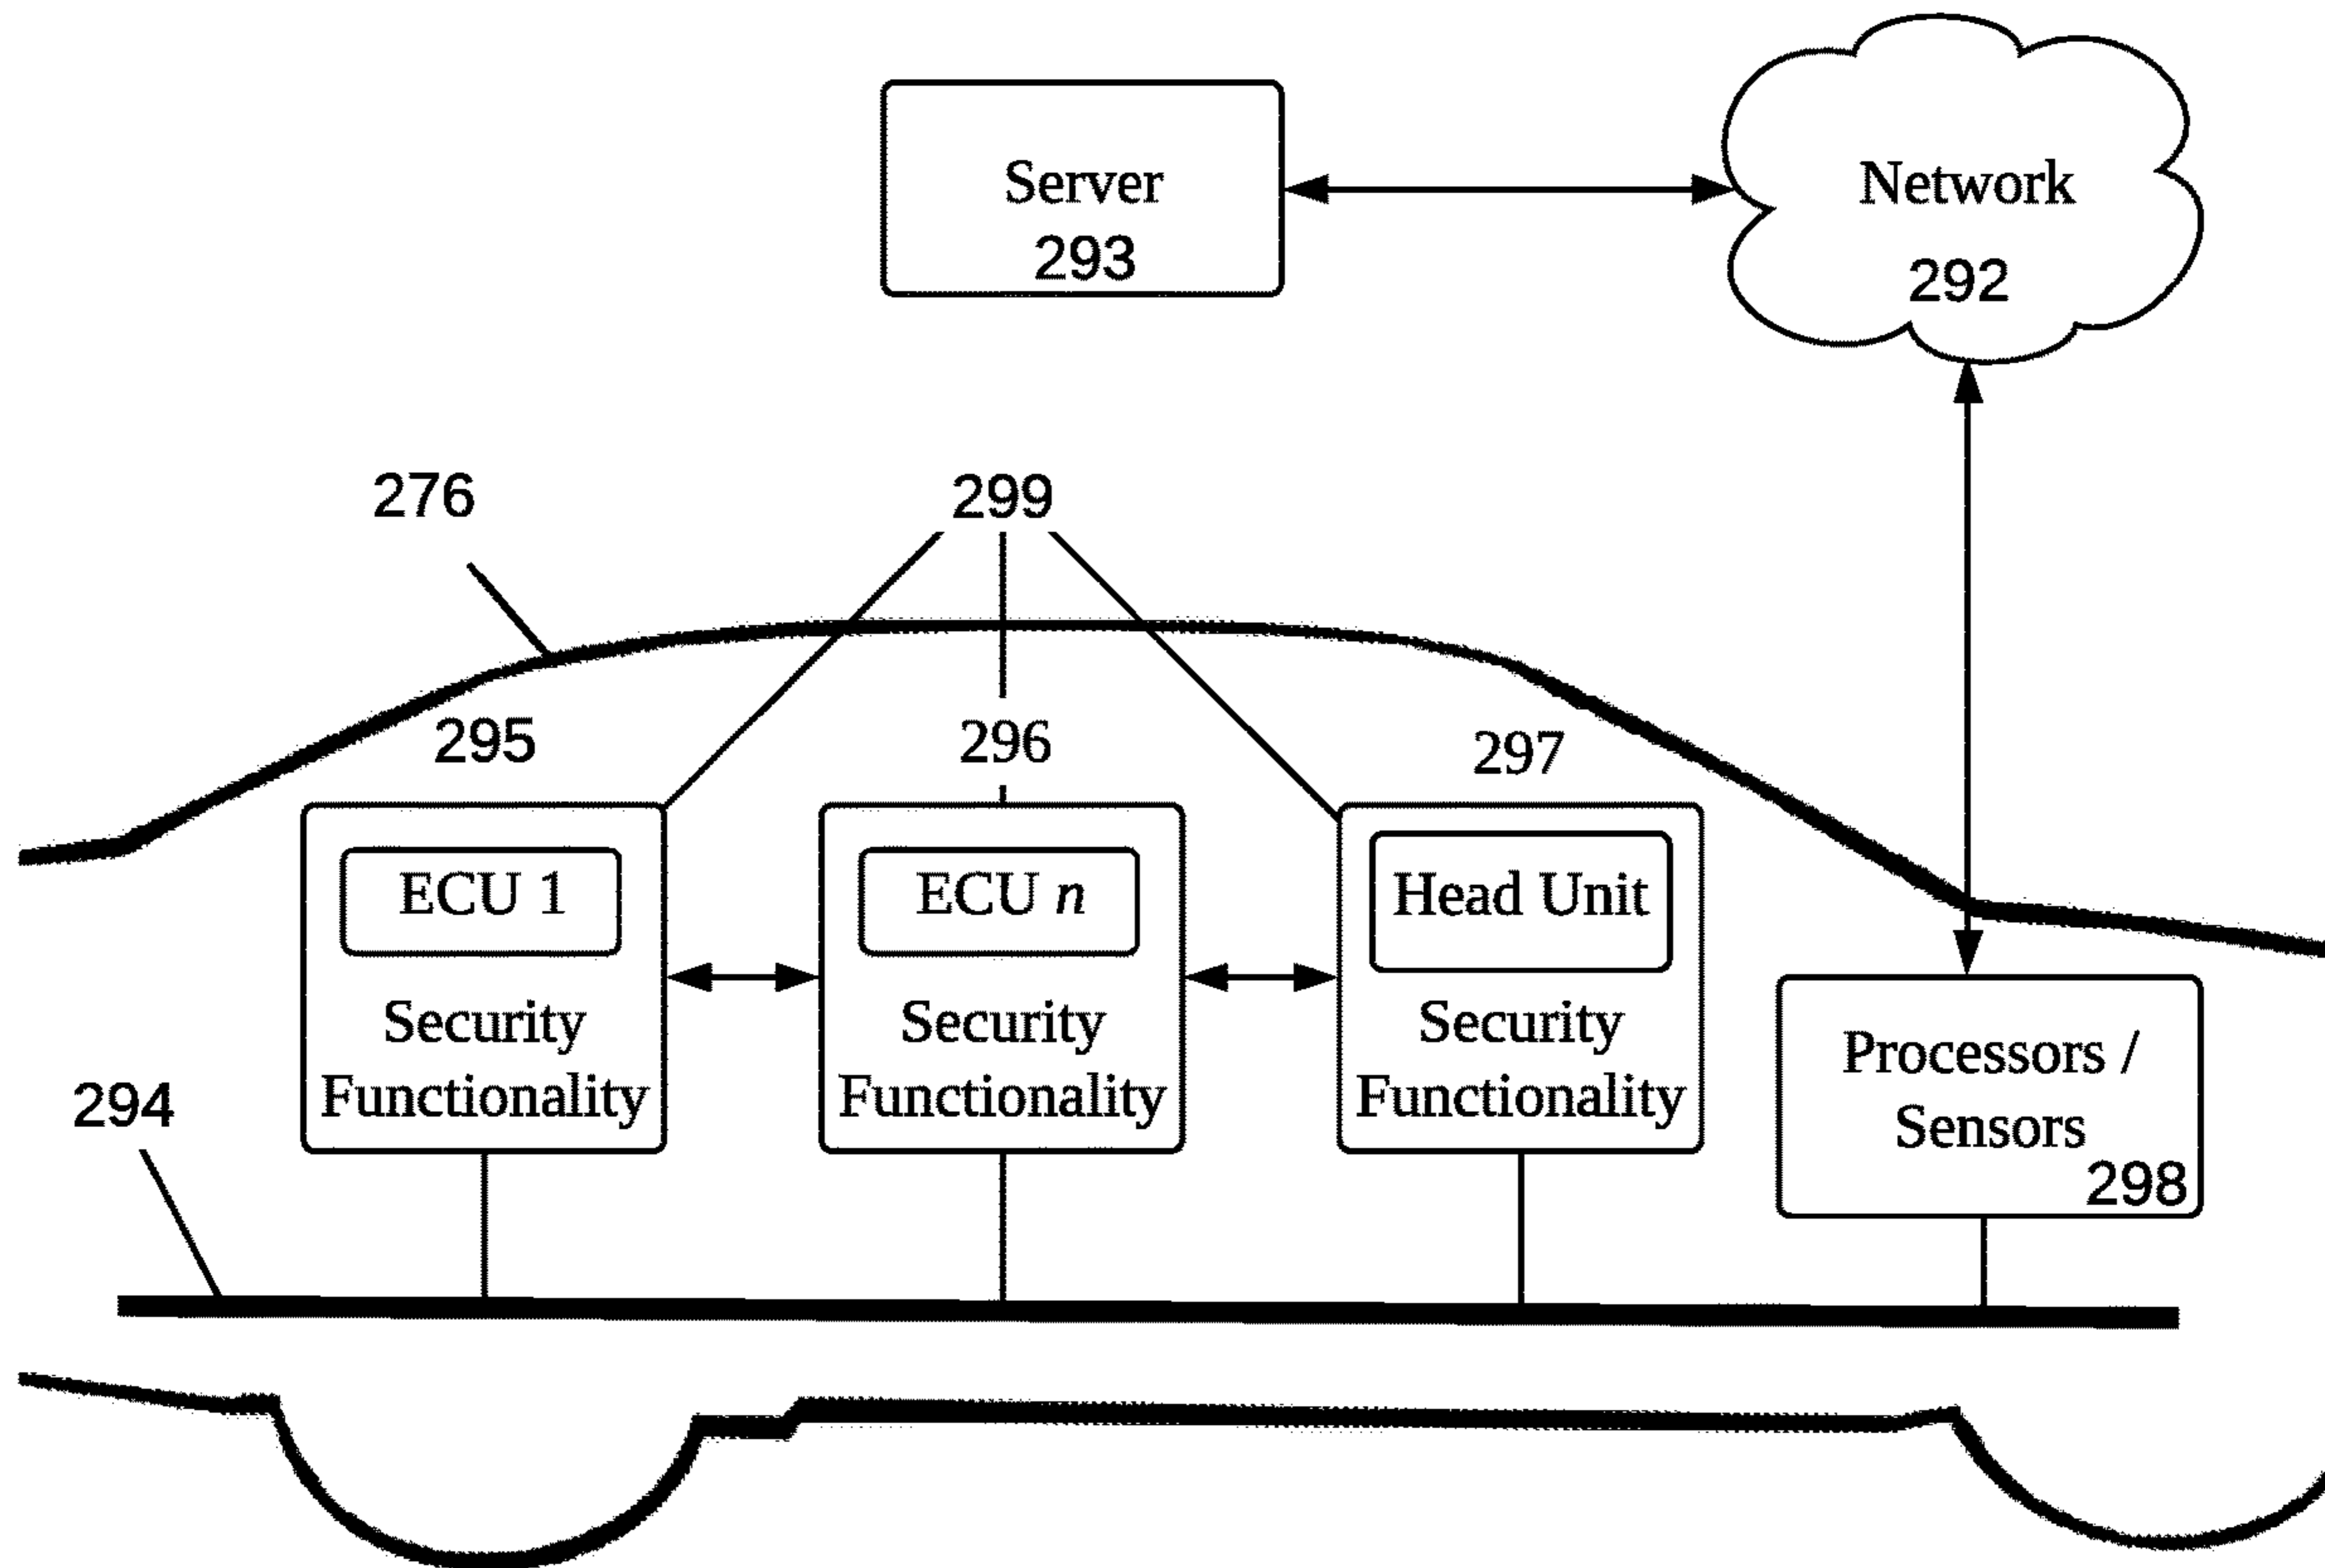 Server
293
Network
292
276
299
295
296
297
ECU 1
Security
Functionality
ECU n
Security
Functionality
Head Unit
Security
Functionality
Processors /
Sensors
298
294